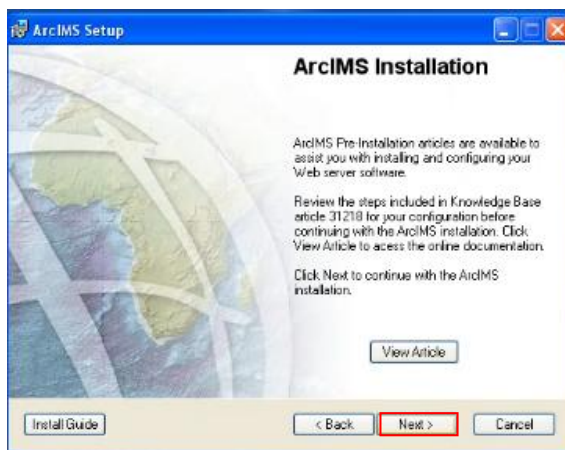 ArcIMS Setup
ArcIMS Installation
ArcIMS Pre-Installation articles are available to
assist you with installing and configuring your
Web server software.
Review the steps included in Knowledge Base
article 31218 for your configuration before
continuing with the ArcIMS installation. Click
View Article to acess the online documentation.
Click Next to continue with the ArcIMS
installation.
View Article
Install Guide
< Back
Next >
Cancel